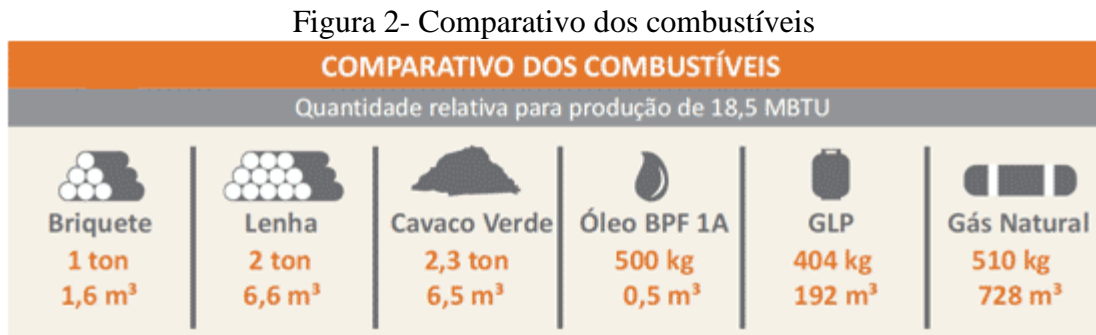 Figura 2- Comparativo dos combustíveis
COMPARATIVO DOS COMBUSTÍVEIS
Quantidade relativa para produção de 18,5 MBTU
Briquete
1 ton
1,6 m³
Lenha
2 ton
6,6 m³
Cavaco Verde
2,3 ton
6,5 m³
Óleo BPF 1A
500 kg
0,5 m³
GLP
404 kg
192 m³
Gás Natural
510 kg
728 m³